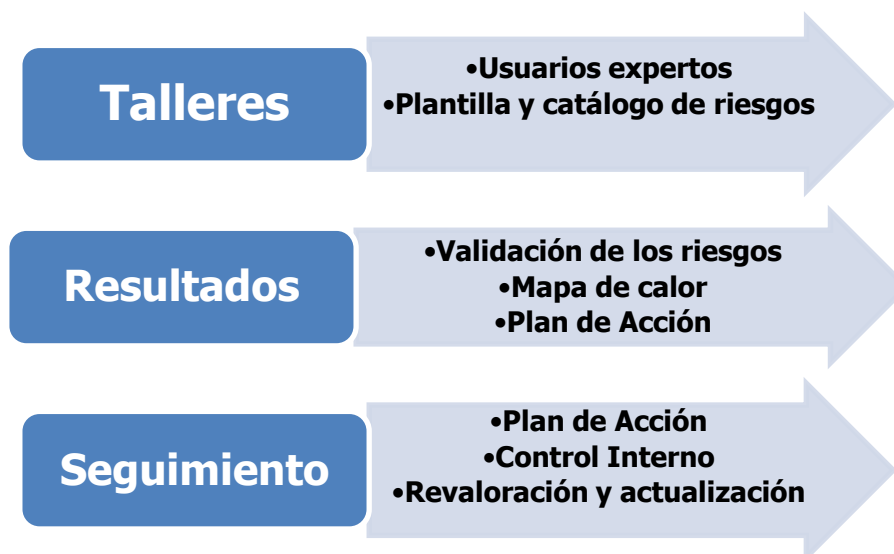 Talleres
•Usuarios expertos
•Plantilla y catálogo de riesgos
Resultados
•Validación de los riesgos
•Mapa de calor
•Plan de Acción
Seguimiento
•Plan de Acción
•Control Interno
•Revaloración y actualización